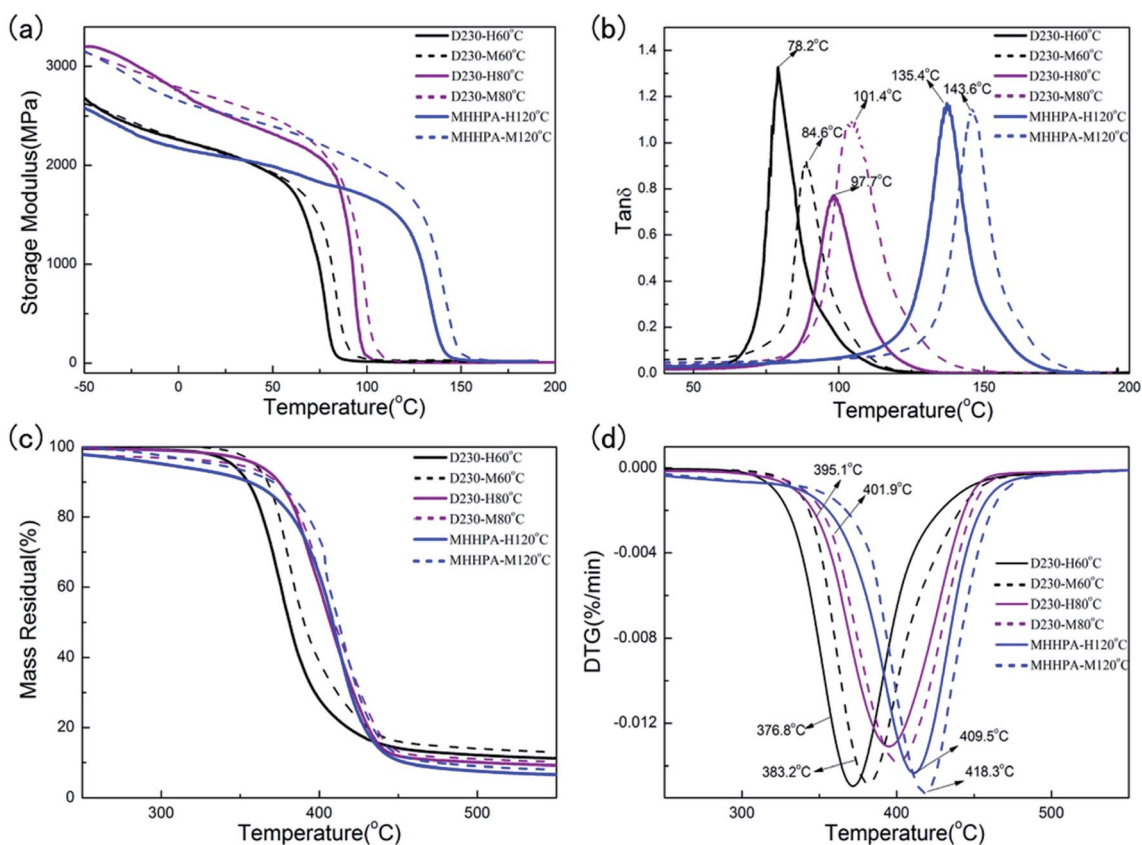 (a)
D230-H60°C
D230-M60°C
D230-H80°C
D230-M80°C
MHHPA-H120°C
MHHPA-M120°C
3000
2000
1000
0
Storage Modulus(MPa)
-50
0
50
100
150
200
Temperature(°C)
(b)
D230-H60°C
D230-M60°C
D230-H80°C
D230-M80°C
MHHPA-H120°C
MHHPA-M120°C
78.2°C
84.6°C
101.4°C
97.7°C
135.4°C
143.6°C
1.4
1.2
1.0
0.8
0.6
0.4
0.2
0.0
Tanδ
50
100
150
200
Temperature(°C)
(c)
D230-H60°C
D230-M60°C
D230-H80°C
D230-M80°C
MHHPA-H120°C
MHHPA-M120°C
100
80
60
40
20
0
Mass Residual(%)
300
400
500
Temperature(°C)
(d)
395.1°C
401.9°C
D230-H60°C
D230-M60°C
D230-H80°C
D230-M80°C
MHHPA-H120°C
MHHPA-M120°C
376.8°C
383.2°C
409.5°C
418.3°C
0.000
-0.004
-0.008
-0.012
DTG(%/min)
300
400
500
Temperature(°C)